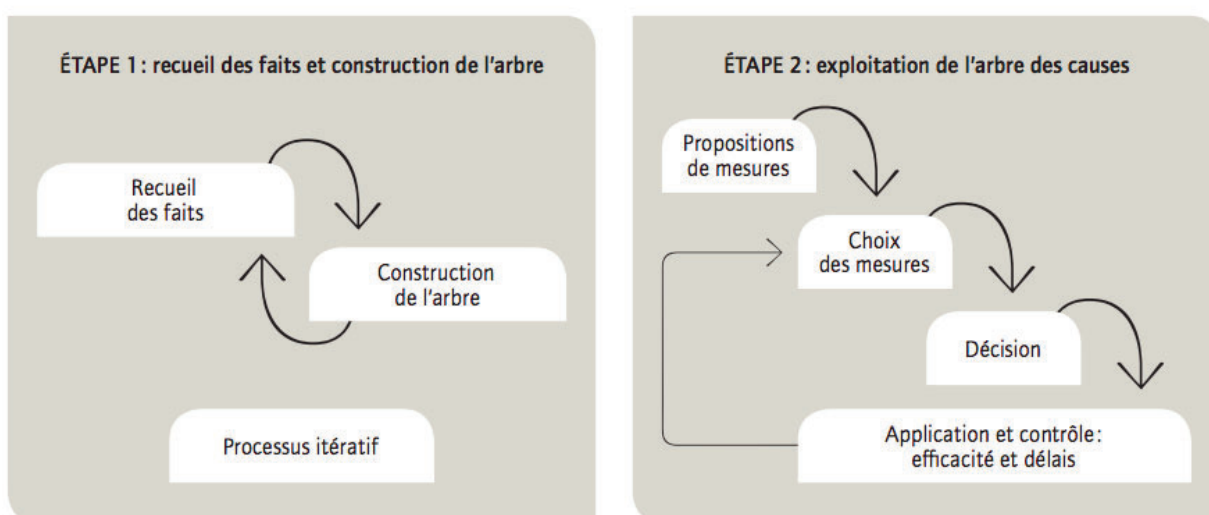 ÉTAPE 1 : recueil des faits et construction de l'arbre
Recueil
des faits
Construction
de l'arbre
Processus itératif
ÉTAPE 2 : exploitation de l'arbre des causes
Propositions
de mesures
Choix
des mesures
Décision
Application et contrôle :
efficacité et délais